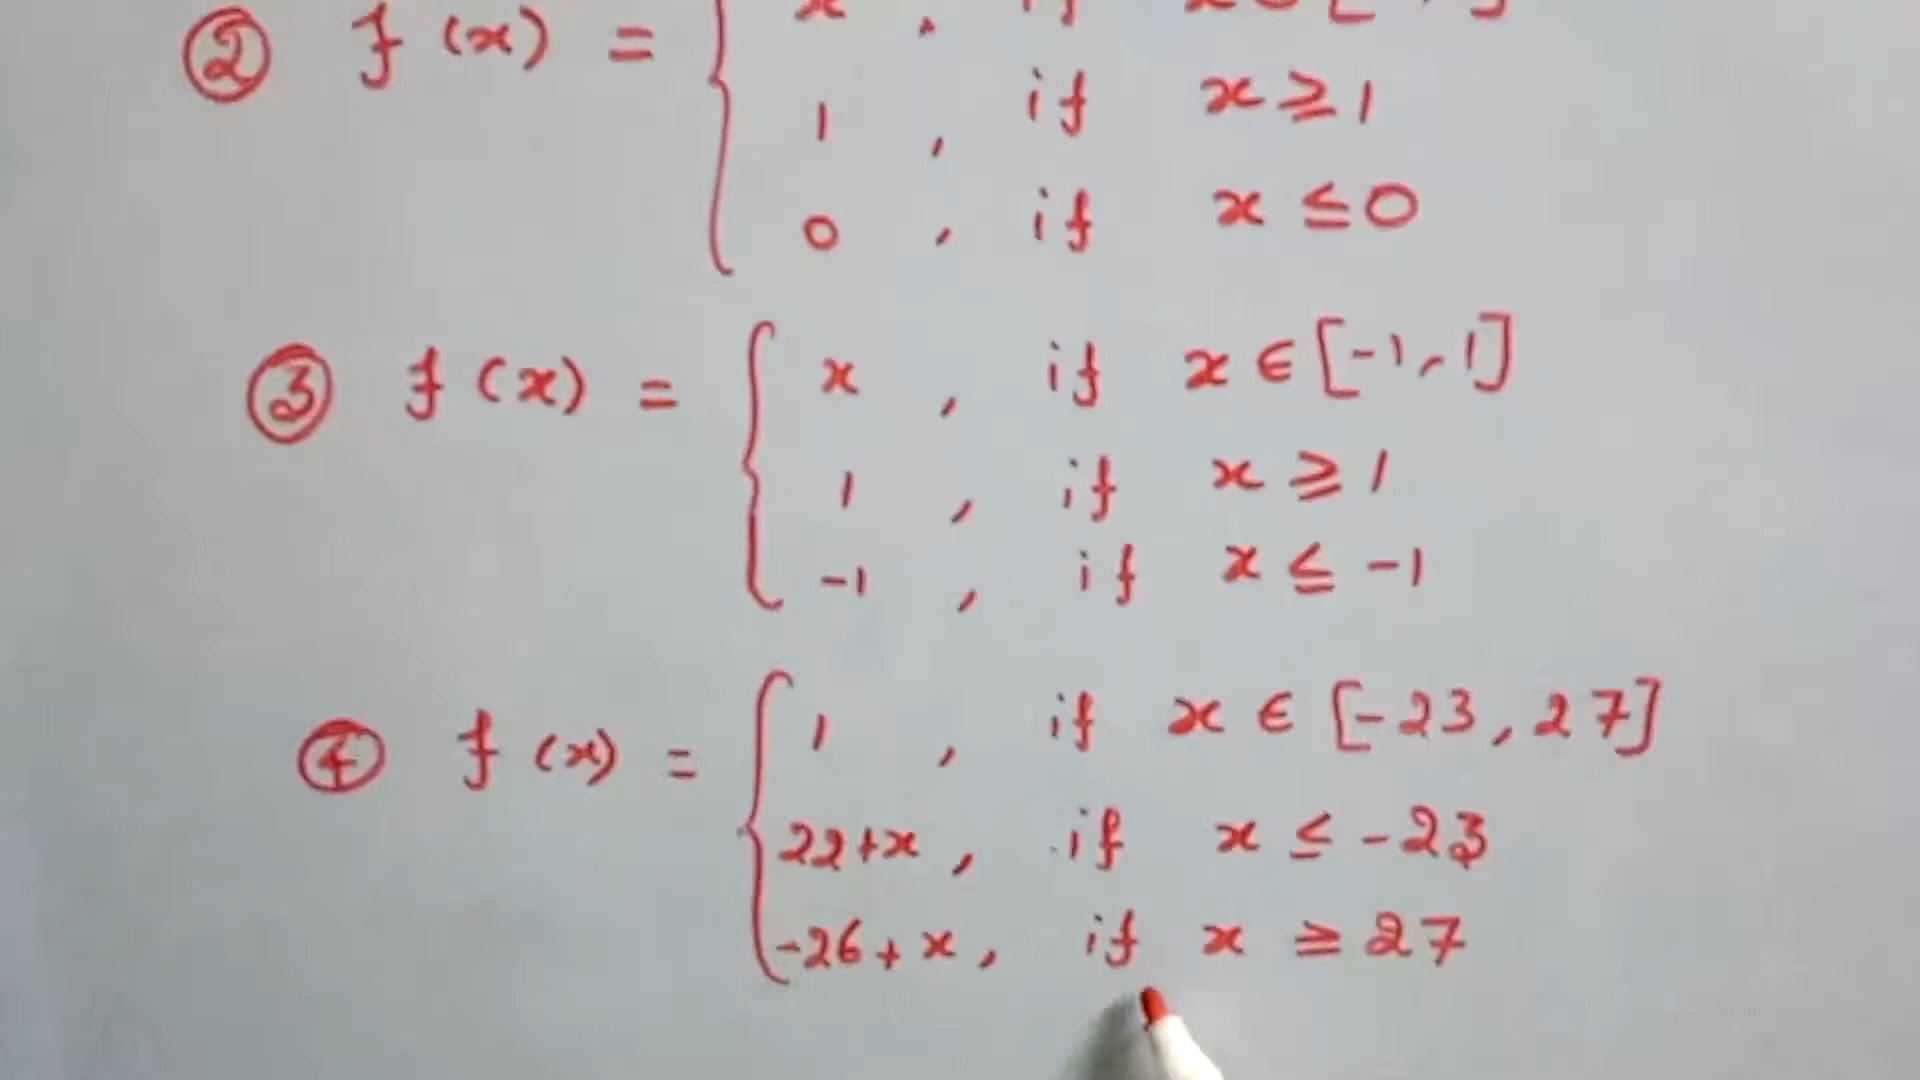 ② f(x) = { x , if
1 , if x ≥ 1
0 , if x ≤ 0
③ f(x) = { x , if x ∈ [-1, 1]
1 , if x ≥ 1
-1 , if x ≤ -1
④ f(x) = { 1 , if x ∈ [-23, 27]
22+x , if x ≤ -23
-26+x , if x ≥ 27